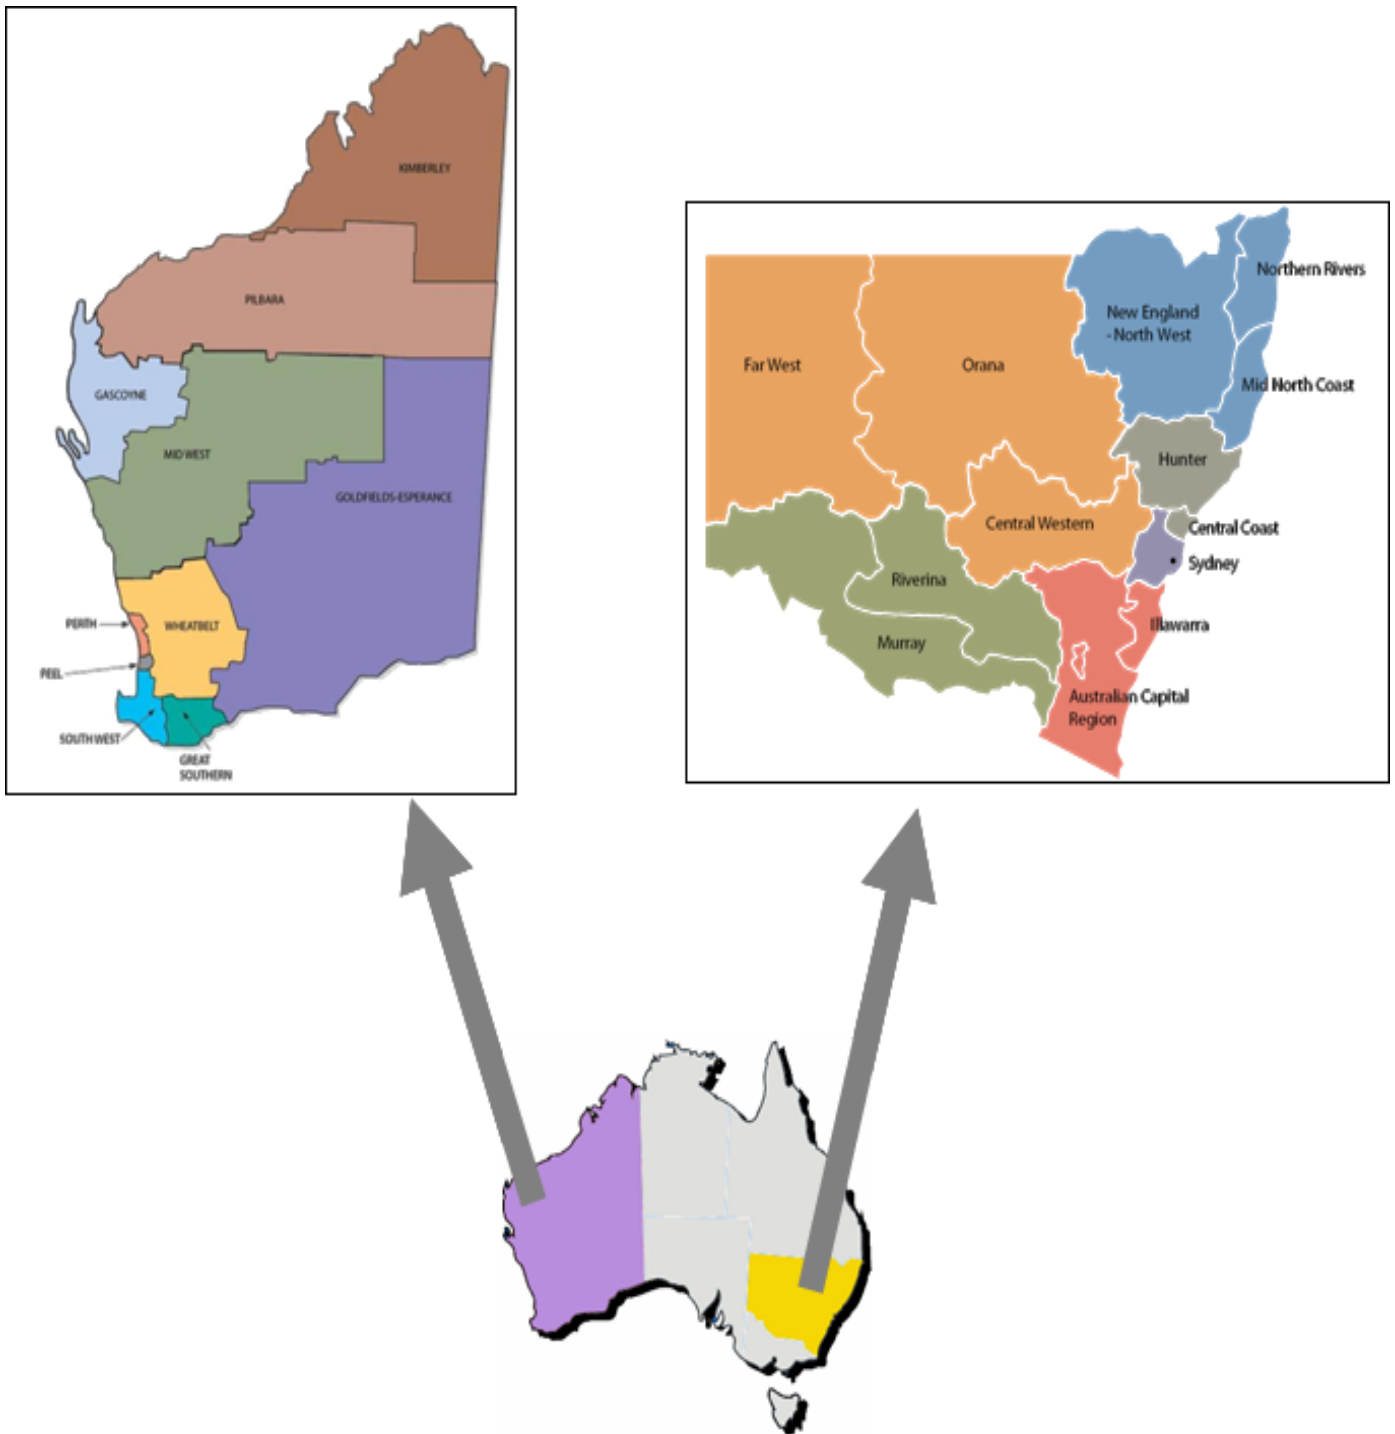 KIMBERLEY
PILBARA
GASCOYNE
MID WEST
GOLDFIELDS-ESPERANCE
PERTH
WHEATBELT
PEEL
SOUTH WEST
GREAT
SOUTHERN
Northern Rivers
New England
- North West
Far West
Orana
Mid North Coast
Hunter
Central Western
Central Coast
Sydney
Riverina
Illawarra
Murray
Australian Capital
Region